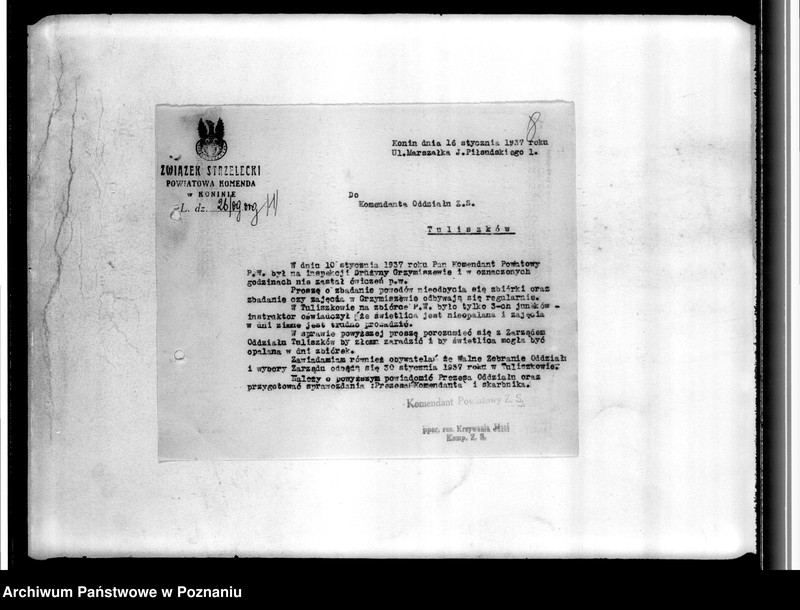 8
Konin dnia 16 stycznia 1937 roku
Ul.Marszałka J.Piłsudskiego 1.
ZWIĄZEK STRZELECKI
POWIATOWA KOMENDA
w KONINIE
L. dz. 26/
Do
Komendanta Oddziału Z.S.
Tuliszków
W dniu 10 stycznia 1937 roku Pan Komendant Powiatowy
P.W. był na inspekcji Drużyny Grzymiszewie i w oznaczonych
godzinach nie zastał ćwiczeń p.w.
Proszę o zbadanie powodów nieodbycia się zbiórki oraz
zbadanie czy zajęcia w Grzymiszewie odbywają się regularnie.
W Tuliszkowie na zbiórce P.W. było tylko 3-ch junaków -
instruktor oświadczył że świetlica jest nieopalana i zajęcia
w dni zimne jest trudno prowadzić.
W sprawie powyższej proszę porozumieć się z Zarządem
Oddziału Tuliszków by złemu zaradzić i by świetlica mogła być
opalana w dni zbiórek.
Zawiadamiam również obywatela że Walne Zebranie Oddziału
i wybory Zarządu odbędą się 30 stycznia 1937 roku w Tuliszkowie.
Należy o powyższym powiadomić Prezesa Oddziału oraz
przygotować sprawozdania Prezesa Komendanta i skarbnika.
Komendant Powiatowy Z. S.
ppor. rez. Krzywania
Komp. Z. S.
Archiwum Państwowe w Poznaniu